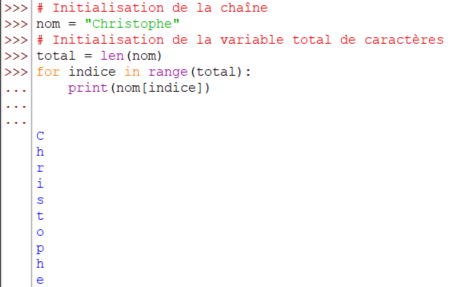 >>> # Initialisation de la chaîne
>>> nom = "Christophe"
>>> # Initialisation de la variable total de caractères
>>> total = len(nom)
>>> for indice in range(total):
...     print(nom[indice])
...
...
C
h
r
i
s
t
o
p
h
e